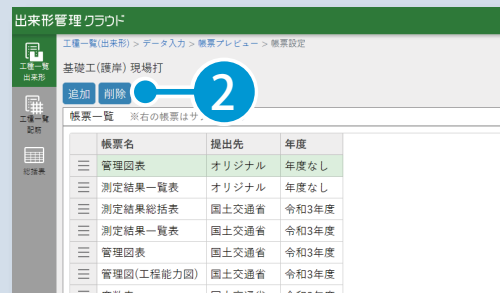 出来形管理クラウド
工種一覧(出来形) > データ入力 > 帳票プレビュー > 帳票設定
工種一覧
出来形
基礎工(護岸) 現場打
追加 削除 2
帳票一覧 ※右の帳票はサ
工種一覧
配筋
総括表
帳票名 提出先 年度
管理図表 オリジナル 年度なし
測定結果一覧表 オリジナル 年度なし
測定結果総括表 国土交通省 令和3年度
測定結果一覧表 国土交通省 令和3年度
管理図表 国土交通省 令和3年度
管理図(工程能力図) 国土交通省 令和3年度